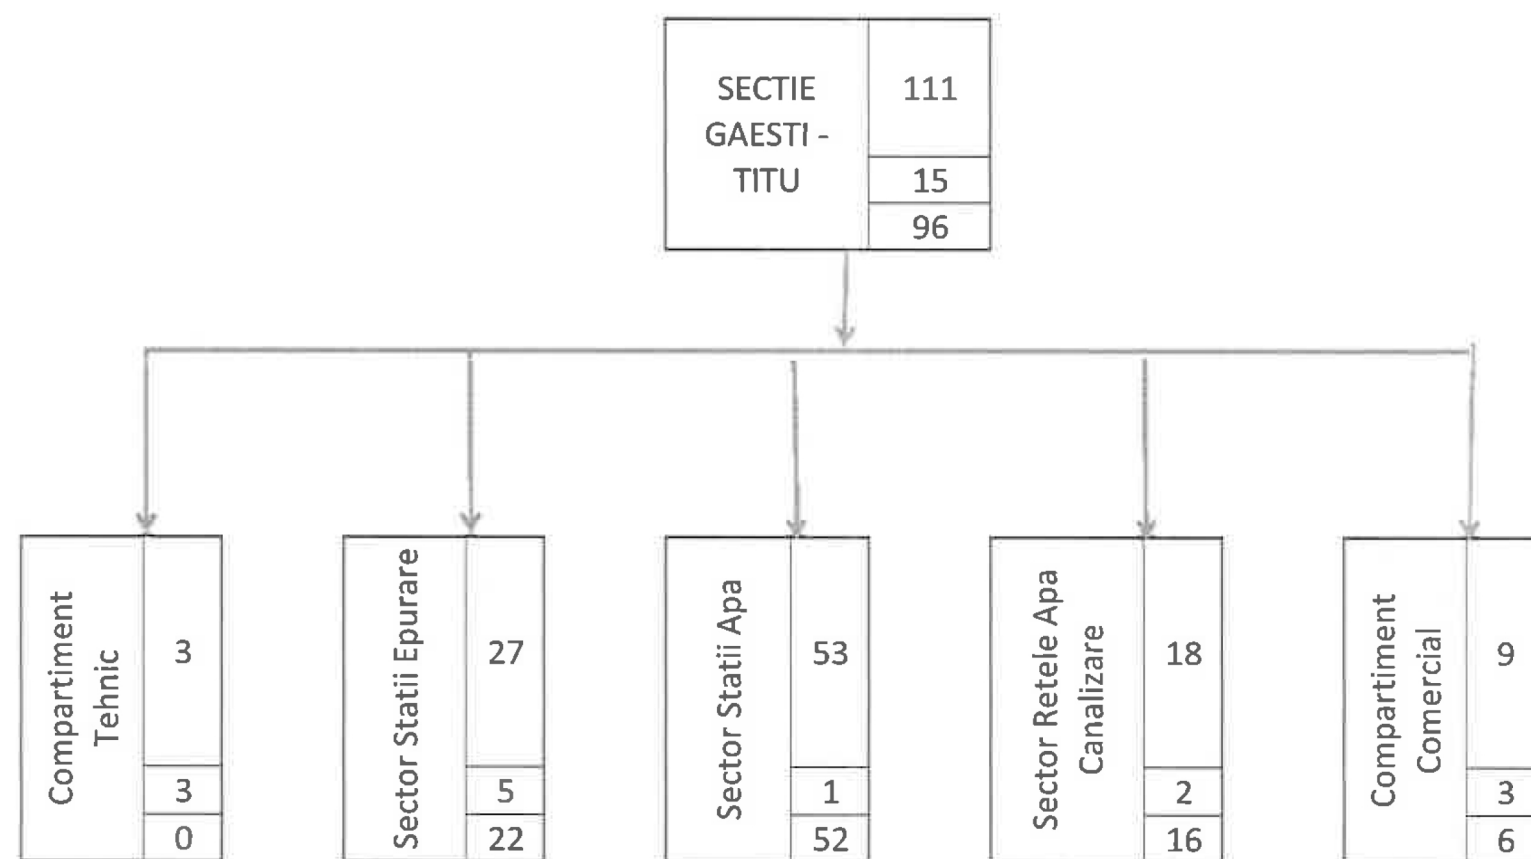 SECTIE
GAESTI -
TITU
111
15
96
Compartiment
Tehnic
3
3
0
Sector Statii Epurare
27
5
22
Sector Statii Apa
53
1
52
Sector Retele Apa
Canalizare
18
2
16
Compartiment
Comercial
9
3
6